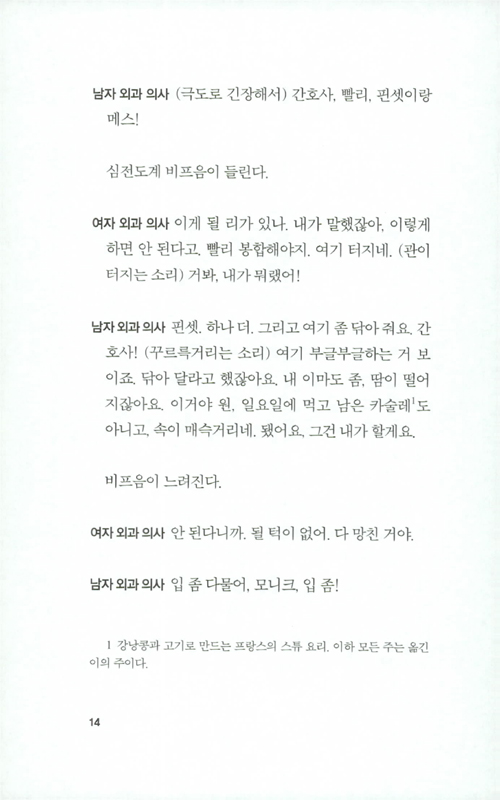 남자 외과 의사 (극도로 긴장해서) 간호사, 빨리, 핀셋이랑
메스!
심전도계 비프음이 들린다.
여자 외과 의사 이게 될 리가 있나. 내가 말했잖아, 이렇게
하면 안 된다고. 빨리 봉합해야지. 여기 터지네. (관이
터지는 소리) 거봐, 내가 뭐랬어!
남자 외과 의사 핀셋. 하나 더. 그리고 여기 좀 닦아 줘요. 간
호사! (꾸르륵거리는 소리) 여기 부글부글하는 거 보
이죠. 닦아 달라고 했잖아요. 내 이마도 좀, 땀이 떨어
지잖아요. 이거야 원, 일요일에 먹고 남은 카술레1도
아니고, 속이 매슥거리네. 됐어요, 그건 내가 할게요.
비프음이 느려진다.
여자 외과 의사 안 된다니까. 될 턱이 없어. 다 망친 거야.
남자 외과 의사 입 좀 다물어, 모니크, 입 좀!
1 강낭콩과 고기로 만드는 프랑스의 스튜 요리. 이하 모든 주는 옮긴
이의 주이다.
14